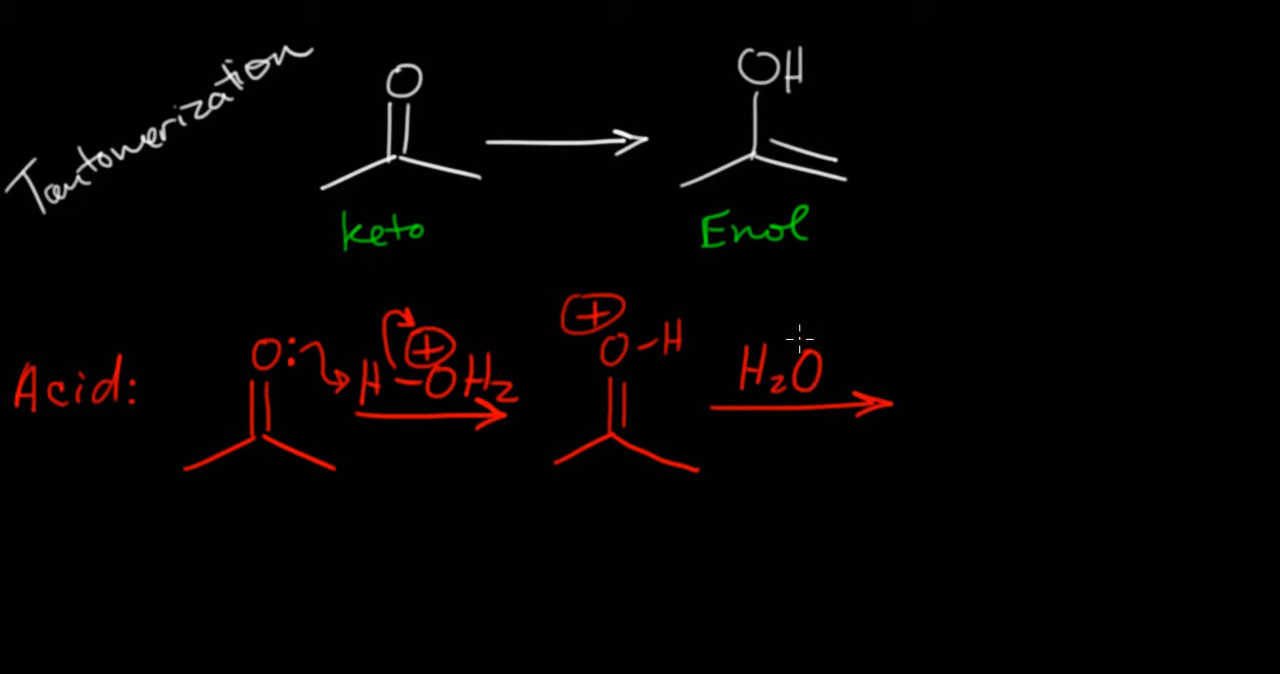 Tautomerization
O
OH
keto
Enol
Acid:
O:
H-OH2
+
+
O-H
H2O